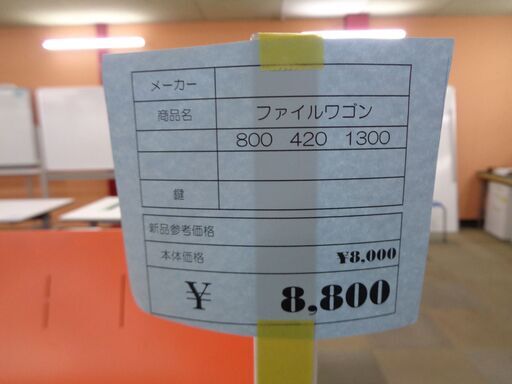 メーカー
商品名 ファイルワゴン
800 420 1300
鍵
新品参考価格
本体価格 ¥8.000
¥ 8,800